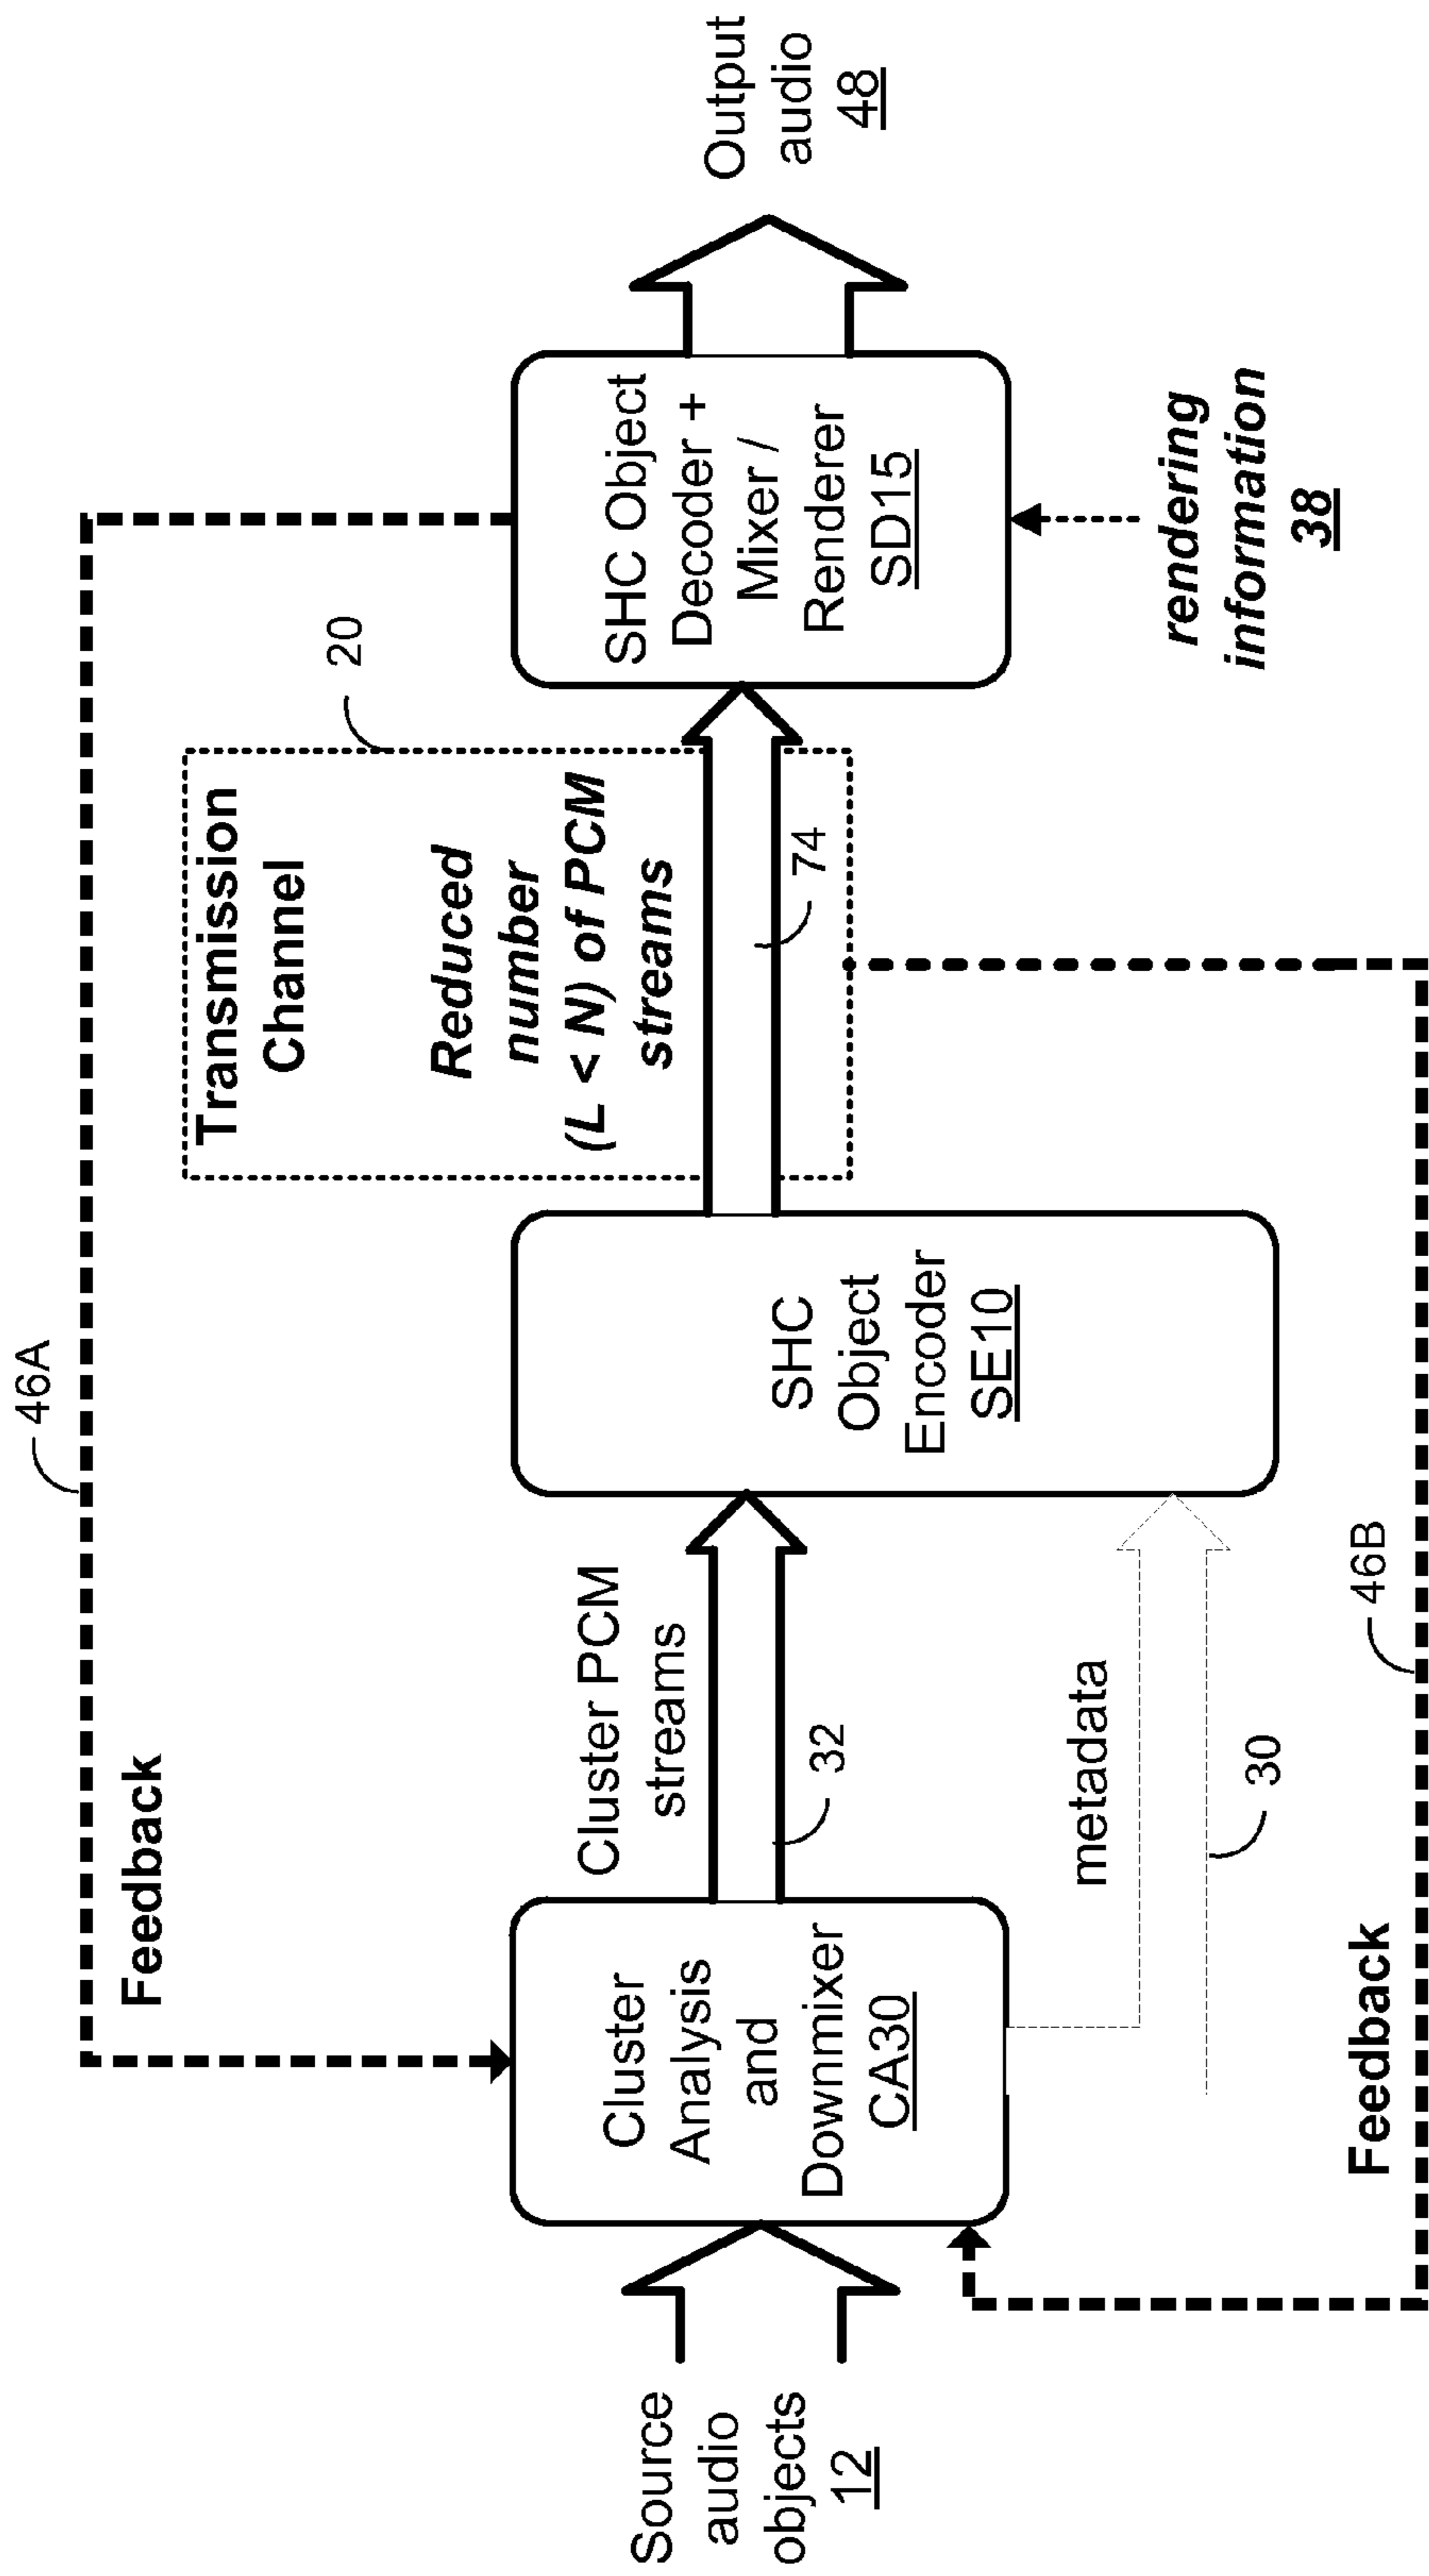 46A
Feedback
Transmission
Channel
20
Reduced
number
(L < N) of PCM
streams
Source
audio
objects
12
Cluster
Analysis
and
Downmixer
CA30
Cluster PCM
streams
32
SHC
Object
Encoder
SE10
74
SHC Object
Decoder +
Mixer /
Renderer
SD15
Output
audio
48
metadata
30
rendering
information
38
46B
Feedback